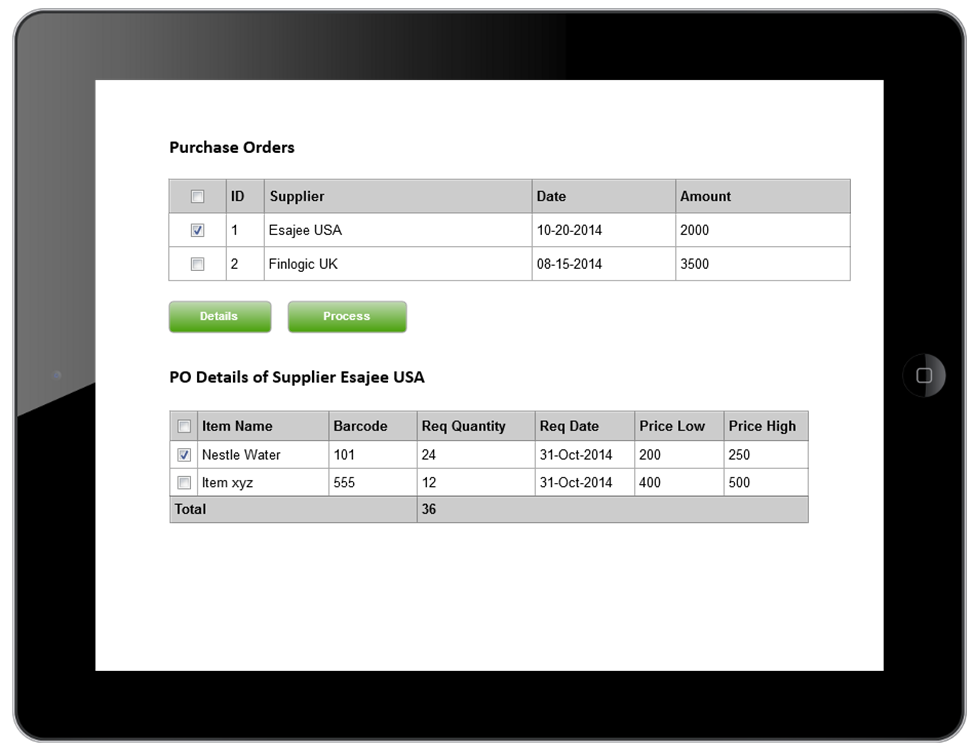 Purchase Orders
ID Supplier Date Amount
1 Esajee USA 10-20-2014 2000
2 Finlogic UK 08-15-2014 3500
Details Process
PO Details of Supplier Esajee USA
Item Name Barcode Req Quantity Req Date Price Low Price High
Nestle Water 101 24 31-Oct-2014 200 250
Item xyz 555 12 31-Oct-2014 400 500
Total 36